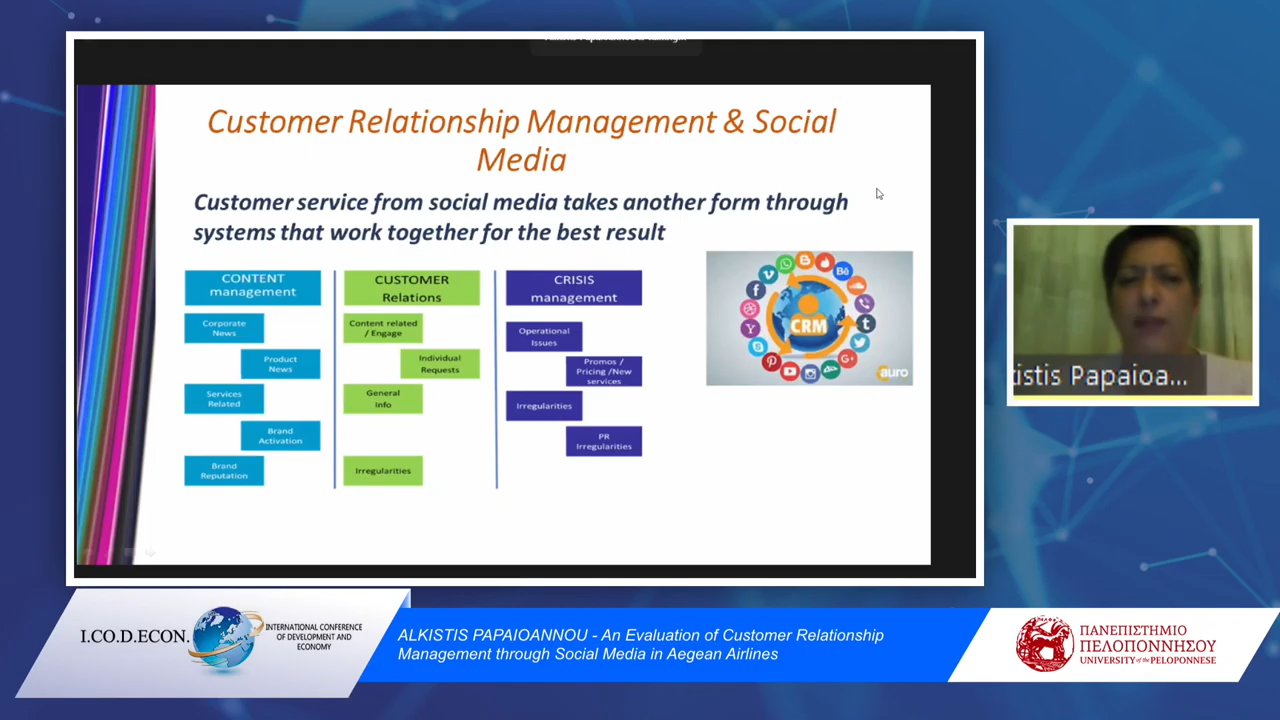 Customer Relationship Management & Social
Media
Customer service from social media takes another form through
systems that work together for the best result
CONTENT
management
Corporate
News
Product
News
Services
Related
Brand
Activation
Brand
Reputation
CUSTOMER
Relations
Content related
/ Engage
Individual
Requests
General
Info
Irregularities
CRISIS
management
Operational
Issues
Promos /
Pricing /New
services
Irregularities
PR
Irregularities
CRM
auro
istis Papaioa...
I.CO.D.ECON.
INTERNATIONAL CONFERENCE
OF DEVELOPMENT AND
ECONOMY
ALKISTIS PAPAIOANNOU - An Evaluation of Customer Relationship
Management through Social Media in Aegean Airlines
ΠΑΝΕΠΙΣΤΗΜΙΟ
ΠΕΛΟΠΟΝΝΗΣΟΥ
UNIVERSITY of the PELOPONNESE